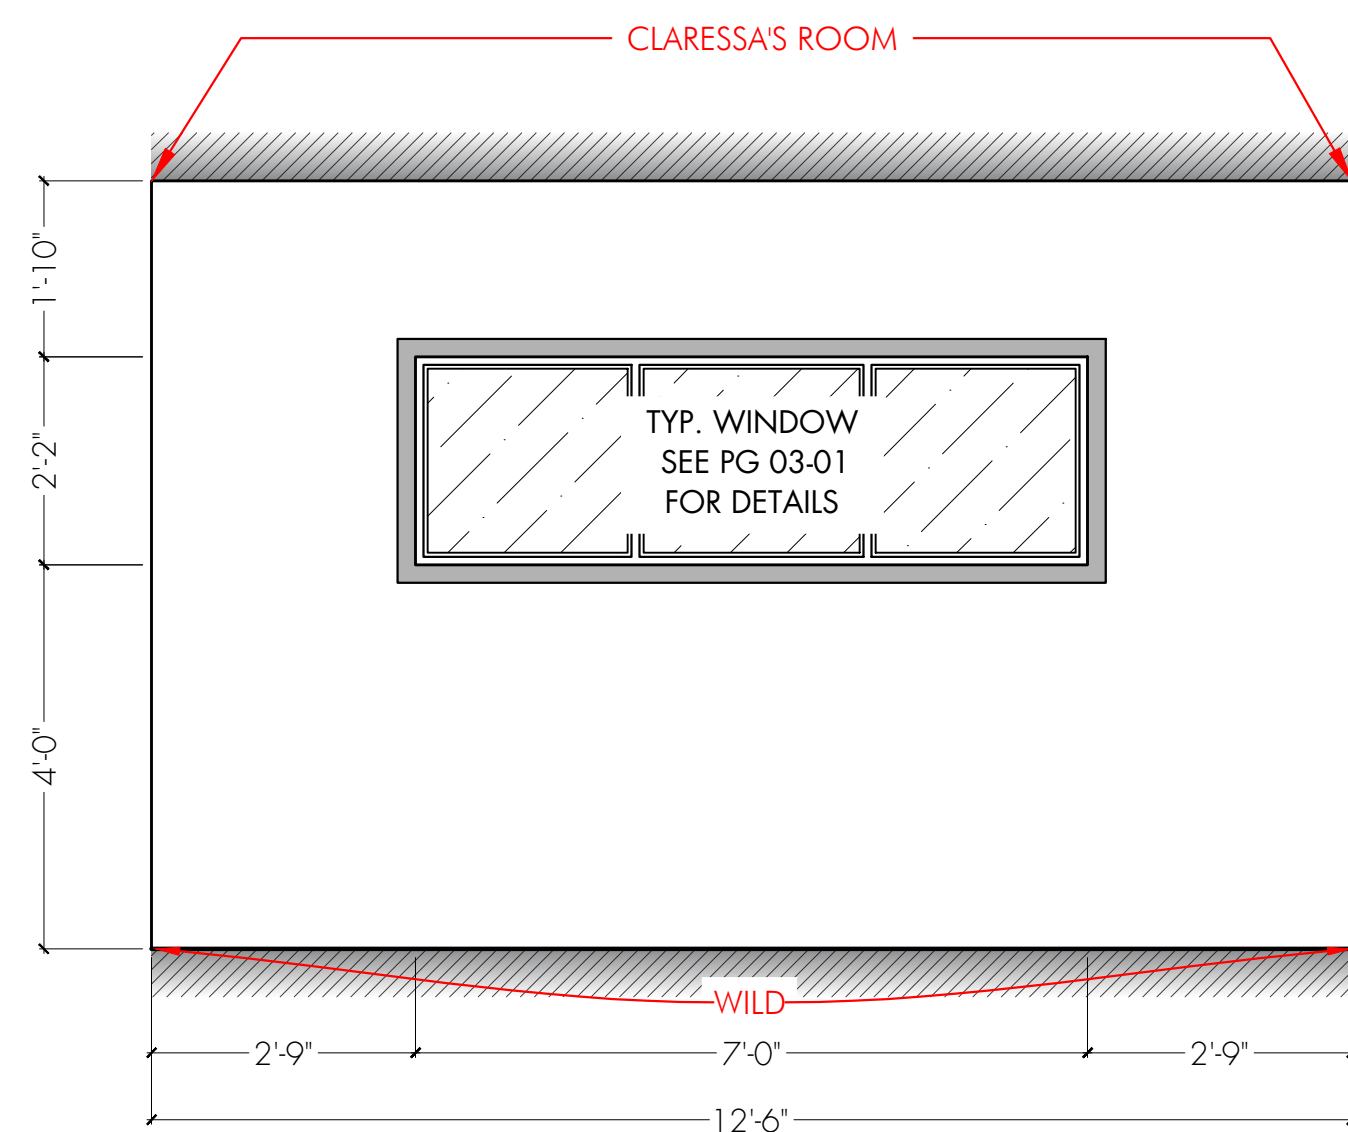 CLARESSA'S ROOM
1'-10"
2'-2"
4'-0"
TYP. WINDOW
SEE PG 03-01
FOR DETAILS
WILD
2'-9"
7'-0"
2'-9"
12'-6"